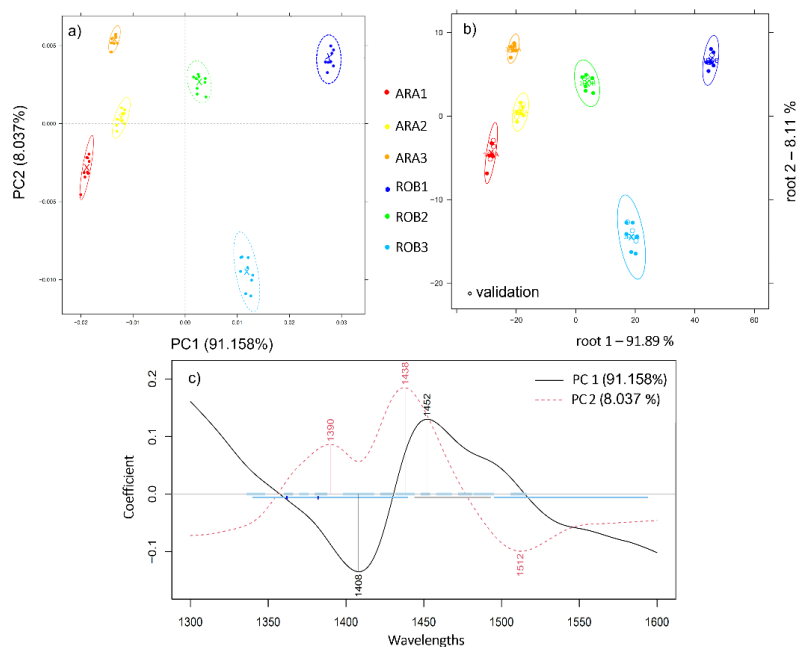 a)
0.005
0.000
−0.005
−0.010
PC2 (8.037%)
−0.02
−0.01
0.00
0.01
0.02
0.03
PC1 (91.158%)
ARA1
ARA2
ARA3
ROB1
ROB2
ROB3
b)
10
0
−10
−20
root 2 – 8.11 %
validation
−20
0
20
40
60
root 1 – 91.89 %
c)
0.2
0.1
0.0
−0.1
Coefficient
1390
1438
1452
1408
1512
PC 1 (91.158%)
PC 2 (8.037 %)
1300
1350
1400
1450
1500
1550
1600
Wavelengths